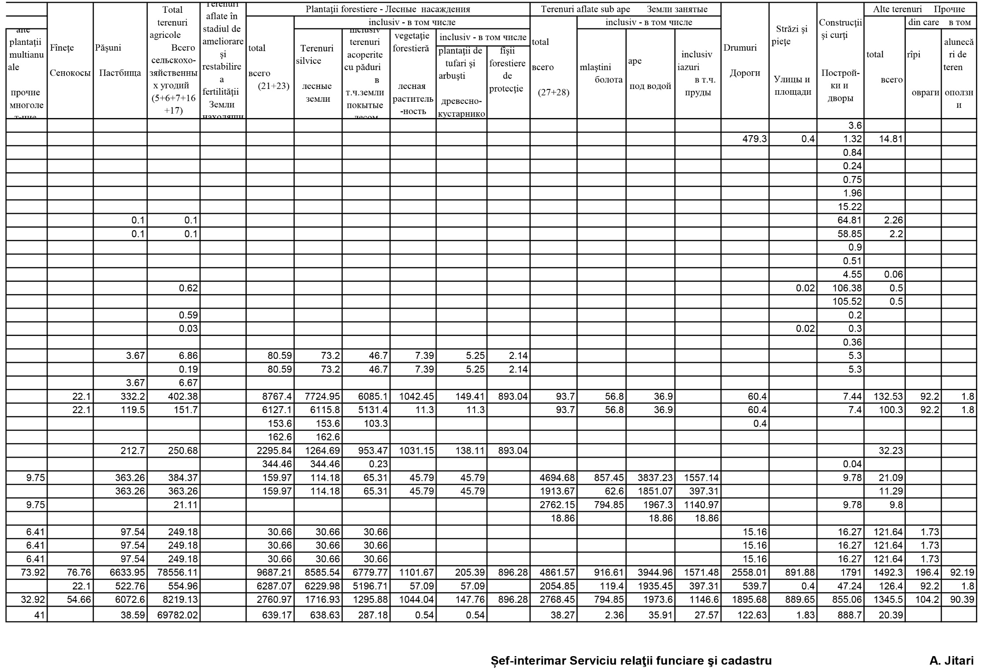 Plantaţii forestiere - Лесные насаждения Terenuri aflate sub ape Земли занятые Alte terenuri Прочие
inclusiv - в том числе inclusiv - в том числе din care в том
alte
plantaţii
multianu
ale
прочие
многоле
т-ние
Fîneţe
Сенокосы
Păşuni
Пастбища
Total
terenuri
agricole
Всего
сельскохо-
зяйственны
х угодий
(5+6+7+16
+17)
Terenuri
aflate în
stadiul de
ameliorare
şi
restabilire
a
fertilităţii
Земли
находящи
total
всего
(21+23)
Terenuri
silvice
лесные
земли
inclusiv
terenuri
acoperite
cu păduri
в
т.ч.земли
покытые
лесом
vegetaţie
forestieră
лесная
раститель
-ность
inclusiv - в том числе
plantaţii de
tufari şi
arbuşti
древесно-
кустарнико
fîşii
forestiere
de
protecţie
total
всего
(27+28)
mlaştini
болота
ape
под водой
inclusiv
iazuri
в т.ч.
пруды
Drumuri
Дороги
Străzi şi
pieţe
Улицы и
площади
Construcţii
şi curţi
Построй-
ки и
дворы
total
всего
rîpi
овраги
alunecă
ri de
teren
оползн
и
3.6
479.3 0.4 1.32 14.81
0.84
0.24
0.75
1.96
15.22
0.1 0.1 64.81 2.26
0.1 0.1 58.85 2.2
0.9
0.51
4.55 0.06
0.62 0.02 106.38 0.5
105.52 0.5
0.59 0.2
0.03 0.02 0.3
0.36
3.67 6.86 80.59 73.2 46.7 7.39 5.25 2.14 5.3
0.19 80.59 73.2 46.7 7.39 5.25 2.14 5.3
3.67 6.67
22.1 332.2 402.38 8767.4 7724.95 6085.1 1042.45 149.41 893.04 93.7 56.8 36.9 60.4 7.44 132.53 92.2 1.8
22.1 119.5 151.7 6127.1 6115.8 5131.4 11.3 11.3 93.7 56.8 36.9 60.4 7.4 100.3 92.2 1.8
153.6 153.6 103.3 0.4
162.6 162.6
212.7 250.68 2295.84 1264.69 953.47 1031.15 138.11 893.04 32.23
344.46 344.46 0.23 0.04
9.75 363.26 384.37 159.97 114.18 65.31 45.79 45.79 4694.68 857.45 3837.23 1557.14 9.78 21.09
363.26 363.26 159.97 114.18 65.31 45.79 45.79 1913.67 62.6 1851.07 397.31 11.29
9.75 21.11 2762.15 794.85 1967.3 1140.97 9.78 9.8
18.86 18.86 18.86
6.41 97.54 249.18 30.66 30.66 30.66 15.16 16.27 121.64 1.73
6.41 97.54 249.18 30.66 30.66 30.66 15.16 16.27 121.64 1.73
6.41 97.54 249.18 30.66 30.66 30.66 15.16 16.27 121.64 1.73
73.92 76.76 6633.95 78556.11 9687.21 8585.54 6779.77 1101.67 205.39 896.28 4861.57 916.61 3944.96 1571.48 2558.01 891.88 1791 1492.3 196.4 92.19
22.1 522.76 554.96 6287.07 6229.98 5196.71 57.09 57.09 2054.85 119.4 1935.45 397.31 539.7 0.4 47.24 126.4 92.2 1.8
32.92 54.66 6072.6 8219.13 2760.97 1716.93 1295.88 1044.04 147.76 896.28 2768.45 794.85 1973.6 1146.6 1895.68 889.65 855.06 1345.5 104.2 90.39
41 38.59 69782.02 639.17 638.63 287.18 0.54 0.54 38.27 2.36 35.91 27.57 122.63 1.83 888.7 20.39
Șef-interimar Serviciu relaţii funciare şi cadastru A. Jitari